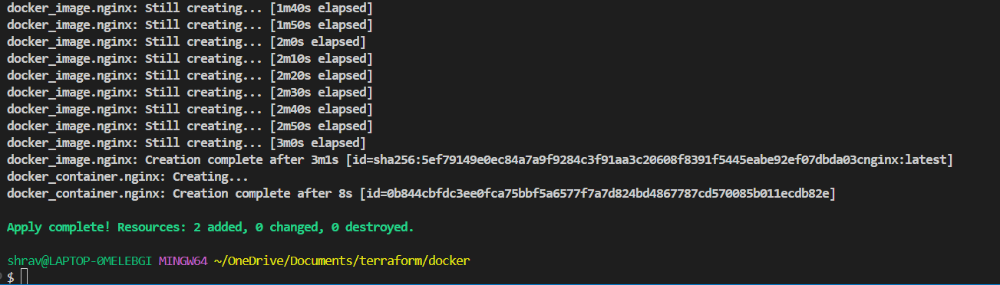 docker_image.nginx: Still creating... [1m40s elapsed]
docker_image.nginx: Still creating... [1m50s elapsed]
docker_image.nginx: Still creating... [2m0s elapsed]
docker_image.nginx: Still creating... [2m10s elapsed]
docker_image.nginx: Still creating... [2m20s elapsed]
docker_image.nginx: Still creating... [2m30s elapsed]
docker_image.nginx: Still creating... [2m40s elapsed]
docker_image.nginx: Still creating... [2m50s elapsed]
docker_image.nginx: Still creating... [3m0s elapsed]
docker_image.nginx: Creation complete after 3m1s [id=sha256:5ef79149e0ec84a7a9f9284c3f91aa3c20608f8391f5445eabe92ef07dbda03cnginx:latest]
docker_container.nginx: Creating...
docker_container.nginx: Creation complete after 8s [id=0b844cbfdc3ee0fca75bbf5a6577f7a7d824bd4867787cd570085b011ecdb82e]
Apply complete! Resources: 2 added, 0 changed, 0 destroyed.
shrav@LAPTOP-0MELEBGI MINGW64 ~/OneDrive/Documents/terraform/docker
$